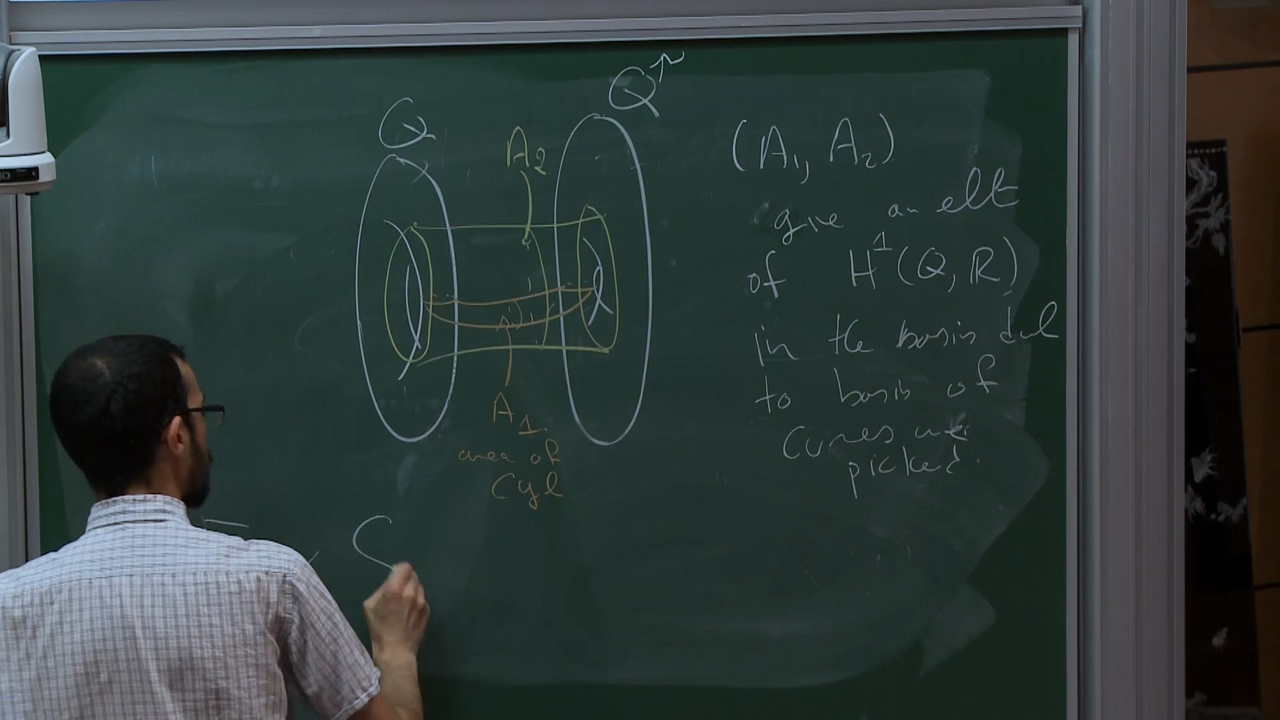 Q
Q~
A2
A1
area of
Cyl
(A1, A2)
give an elt
of H^1(Q, R)
in the basis dual
to basis of
curves we
picked.
C